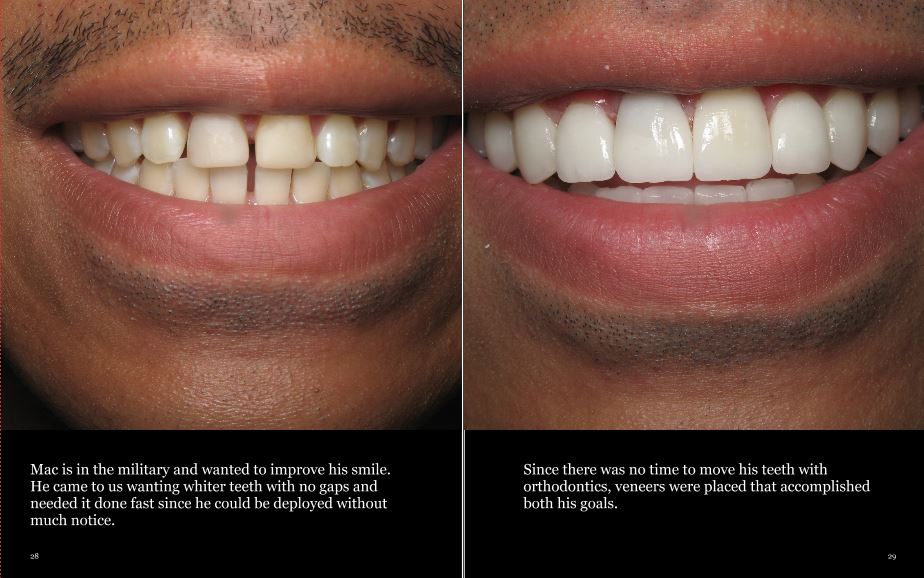 Mac is in the military and wanted to improve his smile.
He came to us wanting whiter teeth with no gaps and
needed it done fast since he could be deployed without
much notice.
28
Since there was no time to move his teeth with
orthodontics, veneers were placed that accomplished
both his goals.
29